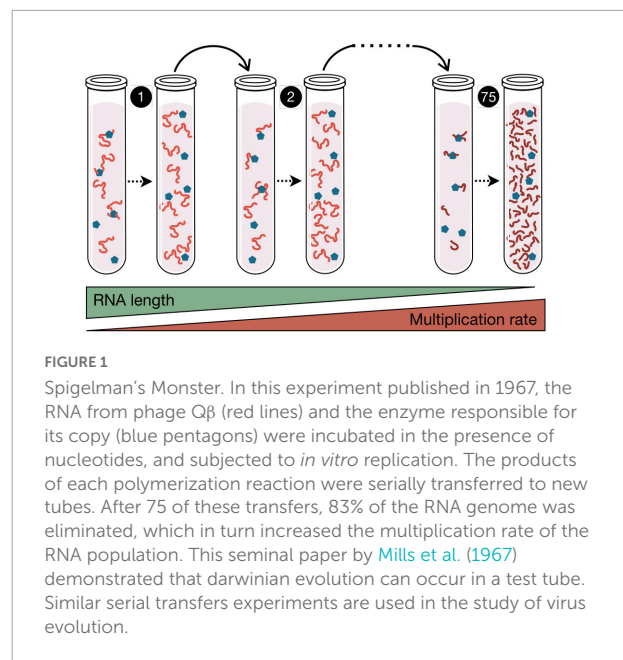 1
2
75
RNA length
Multiplication rate
FIGURE 1
Spigelman's Monster. In this experiment published in 1967, the
RNA from phage Qβ (red lines) and the enzyme responsible for
its copy (blue pentagons) were incubated in the presence of
nucleotides, and subjected to in vitro replication. The products
of each polymerization reaction were serially transferred to new
tubes. After 75 of these transfers, 83% of the RNA genome was
eliminated, which in turn increased the multiplication rate of the
RNA population. This seminal paper by Mills et al. (1967)
demonstrated that darwinian evolution can occur in a test tube.
Similar serial transfers experiments are used in the study of virus
evolution.